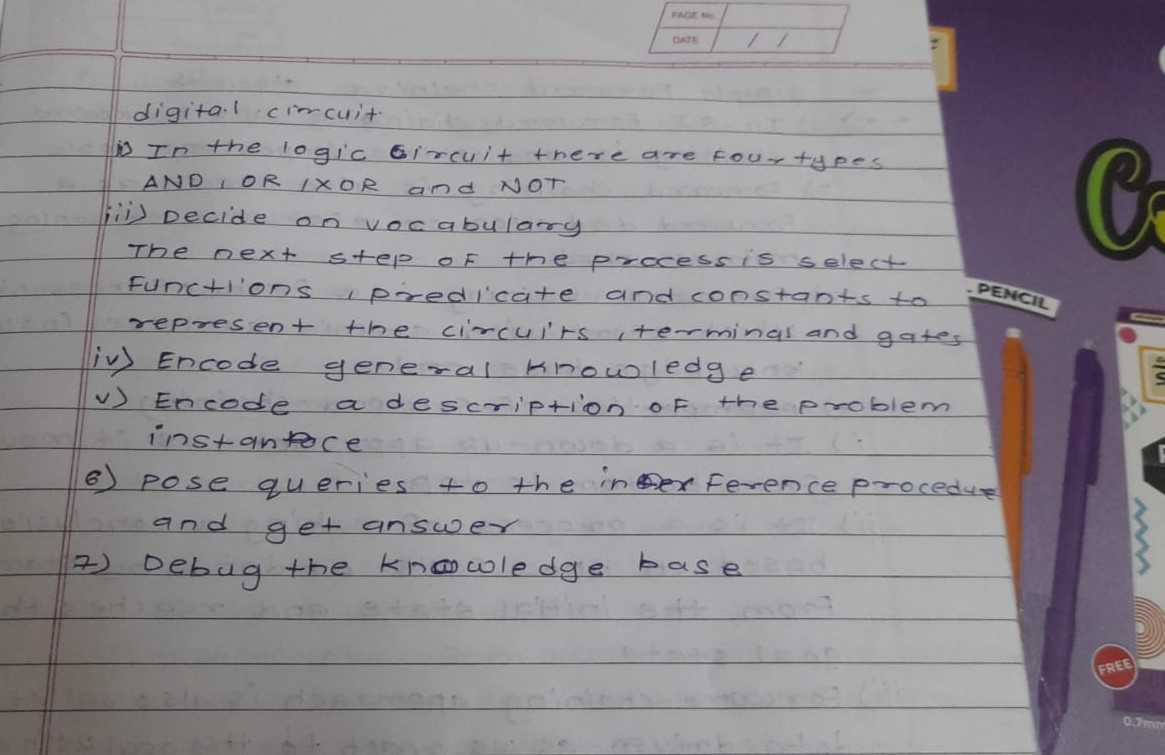 PAGE No.
DATE / /
digital circuit
i) In the logic circuit there are four types
AND, OR, XOR and NOT
iii) Decide on vocabulary
The next step of the process is select
functions, predicate and constants to
represent the circuits, terminal and gates
iv) Encode general knowledge
v) Encode a description of the problem
instantce
6) pose queries to the in ference procedure
and get answer
7) Debug the knowledge base
PENCIL
FREE
0.7mm